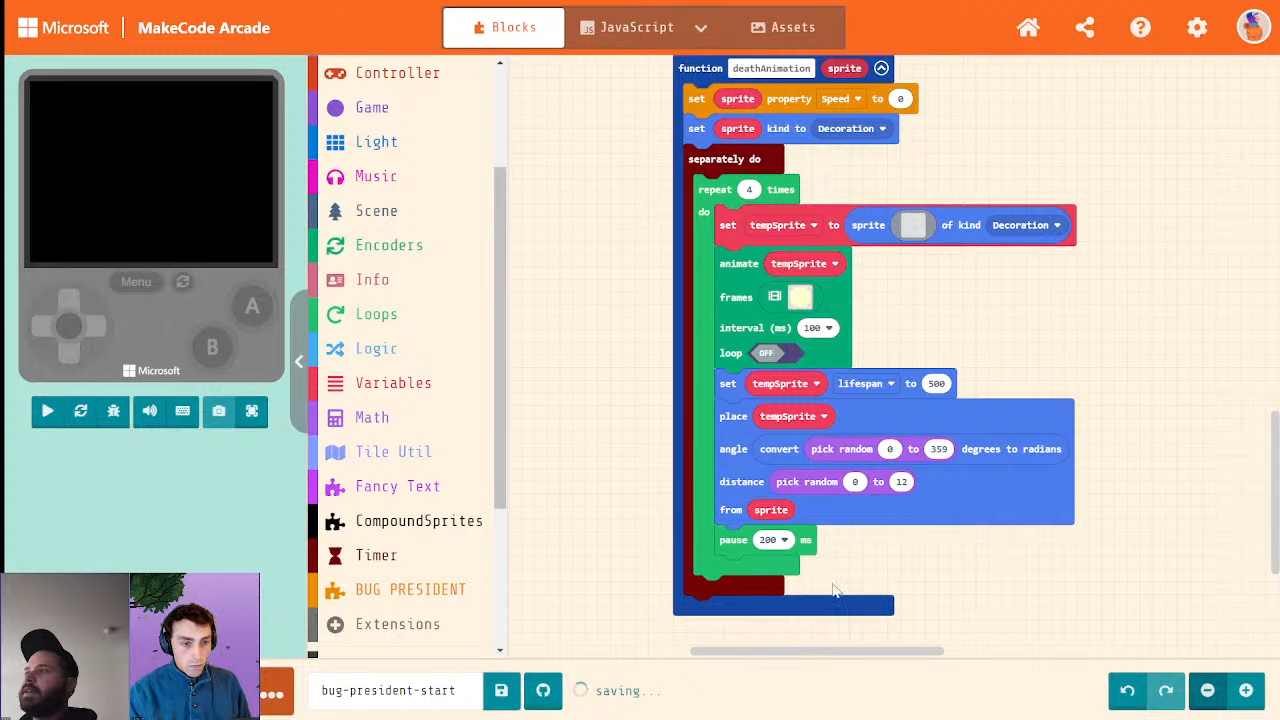 Microsoft | MakeCode Arcade
Blocks
JavaScript
Assets
Controller
Game
Light
Music
Scene
Encoders
Info
Loops
Logic
Variables
Math
Tile Util
Fancy Text
CompoundSprites
Timer
BUG PRESIDENT
Extensions
Menu
A
B
Microsoft
function deathAnimation sprite
set sprite property Speed to 0
set sprite kind to Decoration
separately do
repeat 4 times
do
set tempSprite to sprite of kind Decoration
animate tempSprite
frames
interval (ms) 100
loop OFF
set tempSprite lifespan to 500
place tempSprite
angle convert pick random 0 to 359 degrees to radians
distance pick random 0 to 12
from sprite
pause 200 ms
bug-president-start
saving...